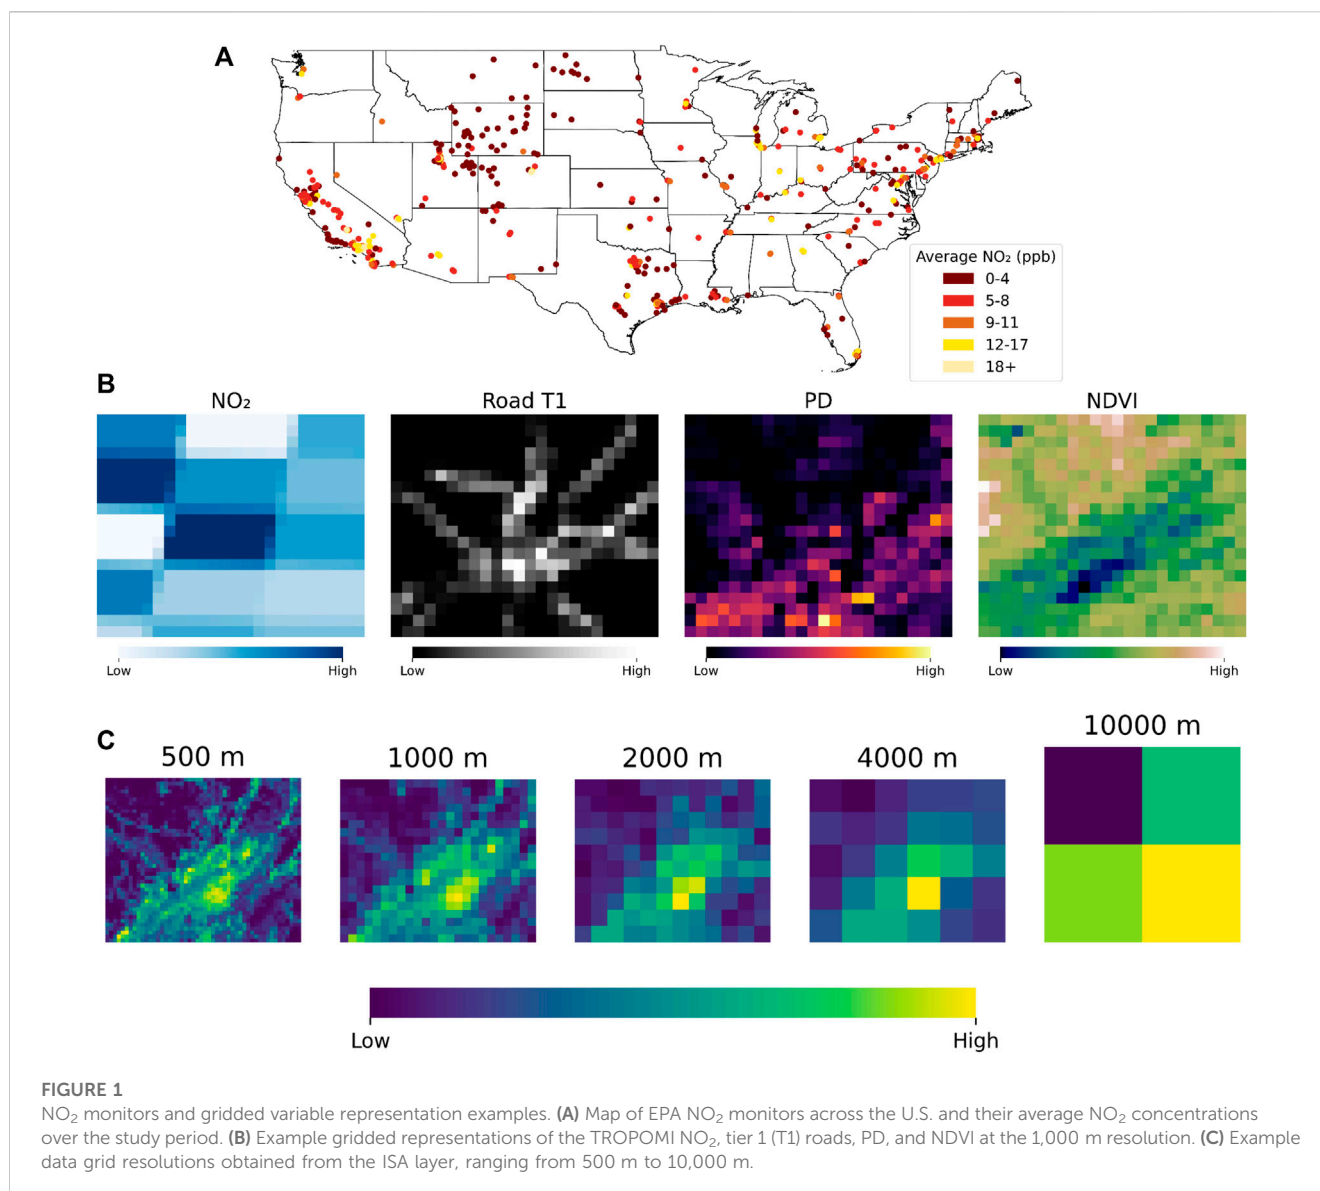 A
Average NO₂ (ppb)
0-4
5-8
9-11
12-17
18+
B
NO₂
Road T1
PD
NDVI
Low High
Low High
Low High
Low High
C
500 m
1000 m
2000 m
4000 m
10000 m
Low High
FIGURE 1
NO₂ monitors and gridded variable representation examples. (A) Map of EPA NO₂ monitors across the U.S. and their average NO₂ concentrations
over the study period. (B) Example gridded representations of the TROPOMI NO₂, tier 1 (T1) roads, PD, and NDVI at the 1,000 m resolution. (C) Example
data grid resolutions obtained from the ISA layer, ranging from 500 m to 10,000 m.